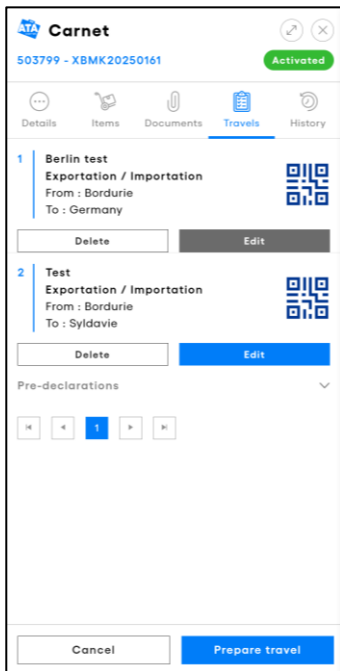 ATA Carnet
503799 - XBMK20250161 Activated
Details Items Documents Travels History
1 Berlin test
Exportation / Importation
From : Bordurie
To : Germany
Delete Edit
2 Test
Exportation / Importation
From : Bordurie
To : Syldavie
Delete Edit
Pre-declarations
1
Cancel Prepare travel